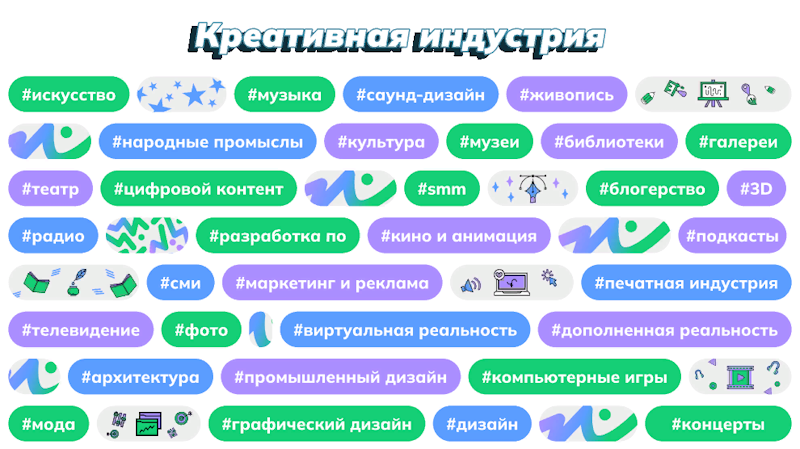 Креативная индустрия
#искусство #музыка #саунд-дизайн #живопись
#народные промыслы #культура #музеи #библиотеки #галереи
#театр #цифровой контент #smm #блогерство #3D
#радио #разработка по #кино и анимация #подкасты
#сми #маркетинг и реклама #печатная индустрия
#телевидение #фото #виртуальная реальность #дополненная реальность
#архитектура #промышленный дизайн #компьютерные игры
#мода #графический дизайн #дизайн #концерты